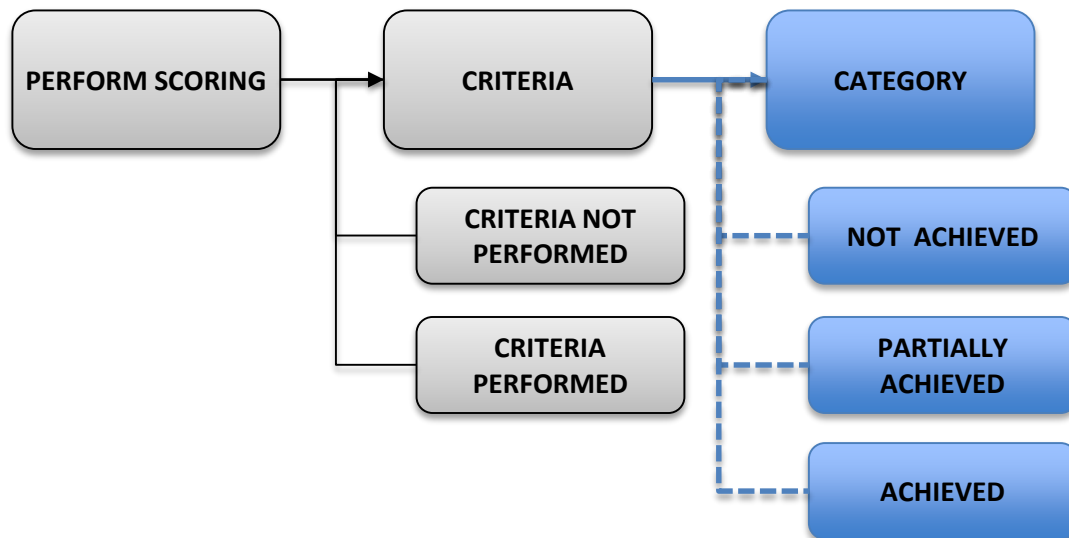 PERFORM SCORING
CRITERIA
CATEGORY
CRITERIA NOT
PERFORMED
NOT ACHIEVED
CRITERIA
PERFORMED
PARTIALLY
ACHIEVED
ACHIEVED